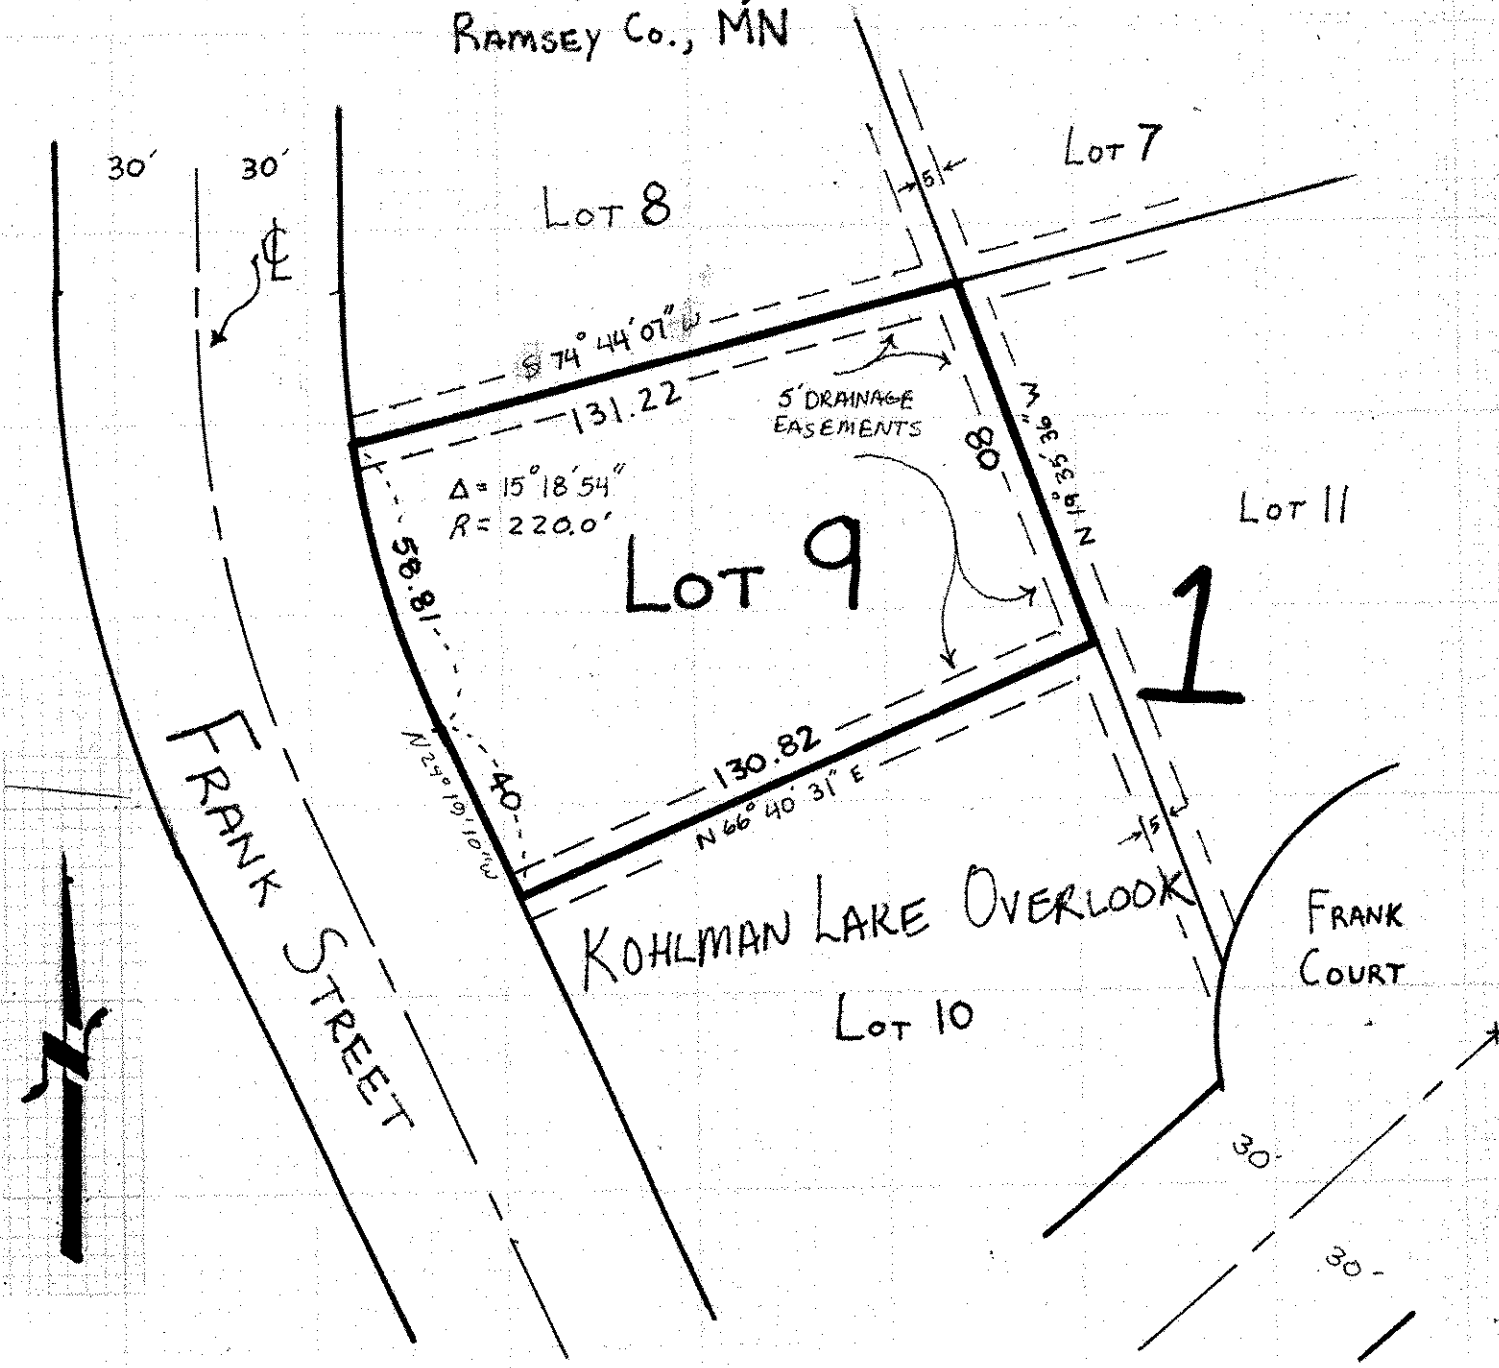 RAMSEY CO., MN
30'
30'
℄
LOT 8
LOT 7
5
S 74° 44' 07" W
131.22
5' DRAINAGE
EASEMENTS
80
N 19° 35' 36" W
Δ = 15° 18' 54"
R = 220.0'
58.81
LOT 9
LOT 11
1
40
N 24° 19' 10" W
130.82
N 66° 40' 31" E
5
FRANK STREET
KOHLMAN LAKE OVERLOOK
FRANK
COURT
LOT 10
N
30-
30-